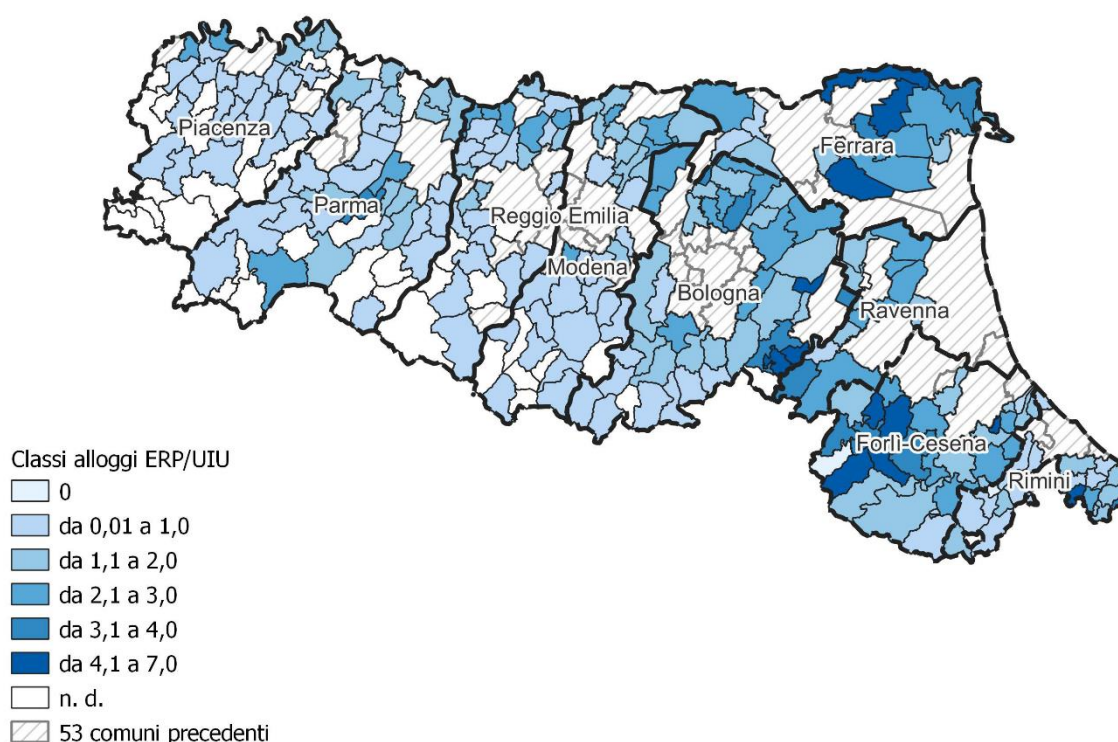 Piacenza
Ferrara
Parma
Reggio Emilia
Modena
Bologna
Ravenna
Forlì-Cesena
Rimini
Classi alloggi ERP/UIU
0
da 0,01 a 1,0
da 1,1 a 2,0
da 2,1 a 3,0
da 3,1 a 4,0
da 4,1 a 7,0
n. d.
53 comuni precedenti